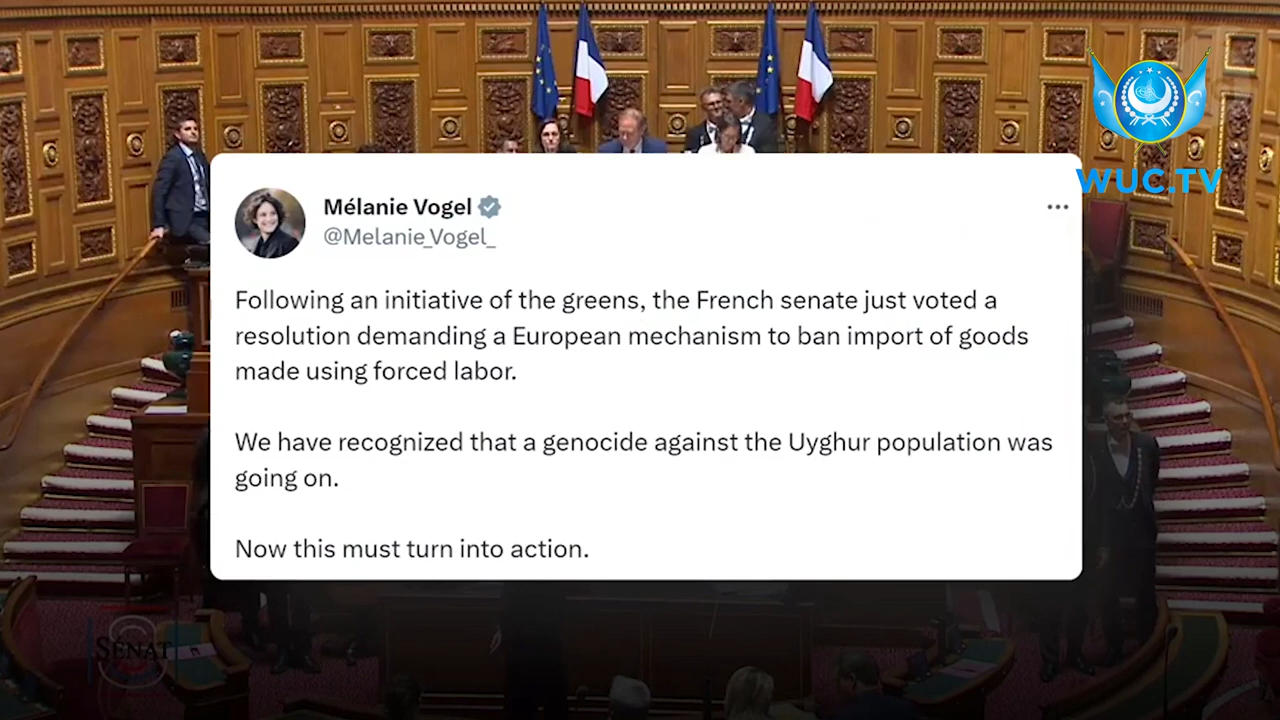 WUC.TV
Mélanie Vogel
@Melanie_Vogel_
Following an initiative of the greens, the French senate just voted a
resolution demanding a European mechanism to ban import of goods
made using forced labor.
We have recognized that a genocide against the Uyghur population was
going on.
Now this must turn into action.
SÉNAT